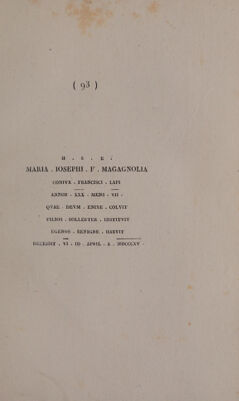 ( 93 )
H . S . E .
MARIA . IOSEPHI . F . MAGAGNOLIA
CONIVX . FRANCISCI . LAPI
ANNOR . XXX . MENS . VII .
QVAE . DEVM . ENIXE . COLVIT
FILIOS . SOLLERTER . INSTITVIT
EGENOS . BENIGNE . HABVIT
DECESSIT . VI . ID . APRIL . A . MDCCCXV .